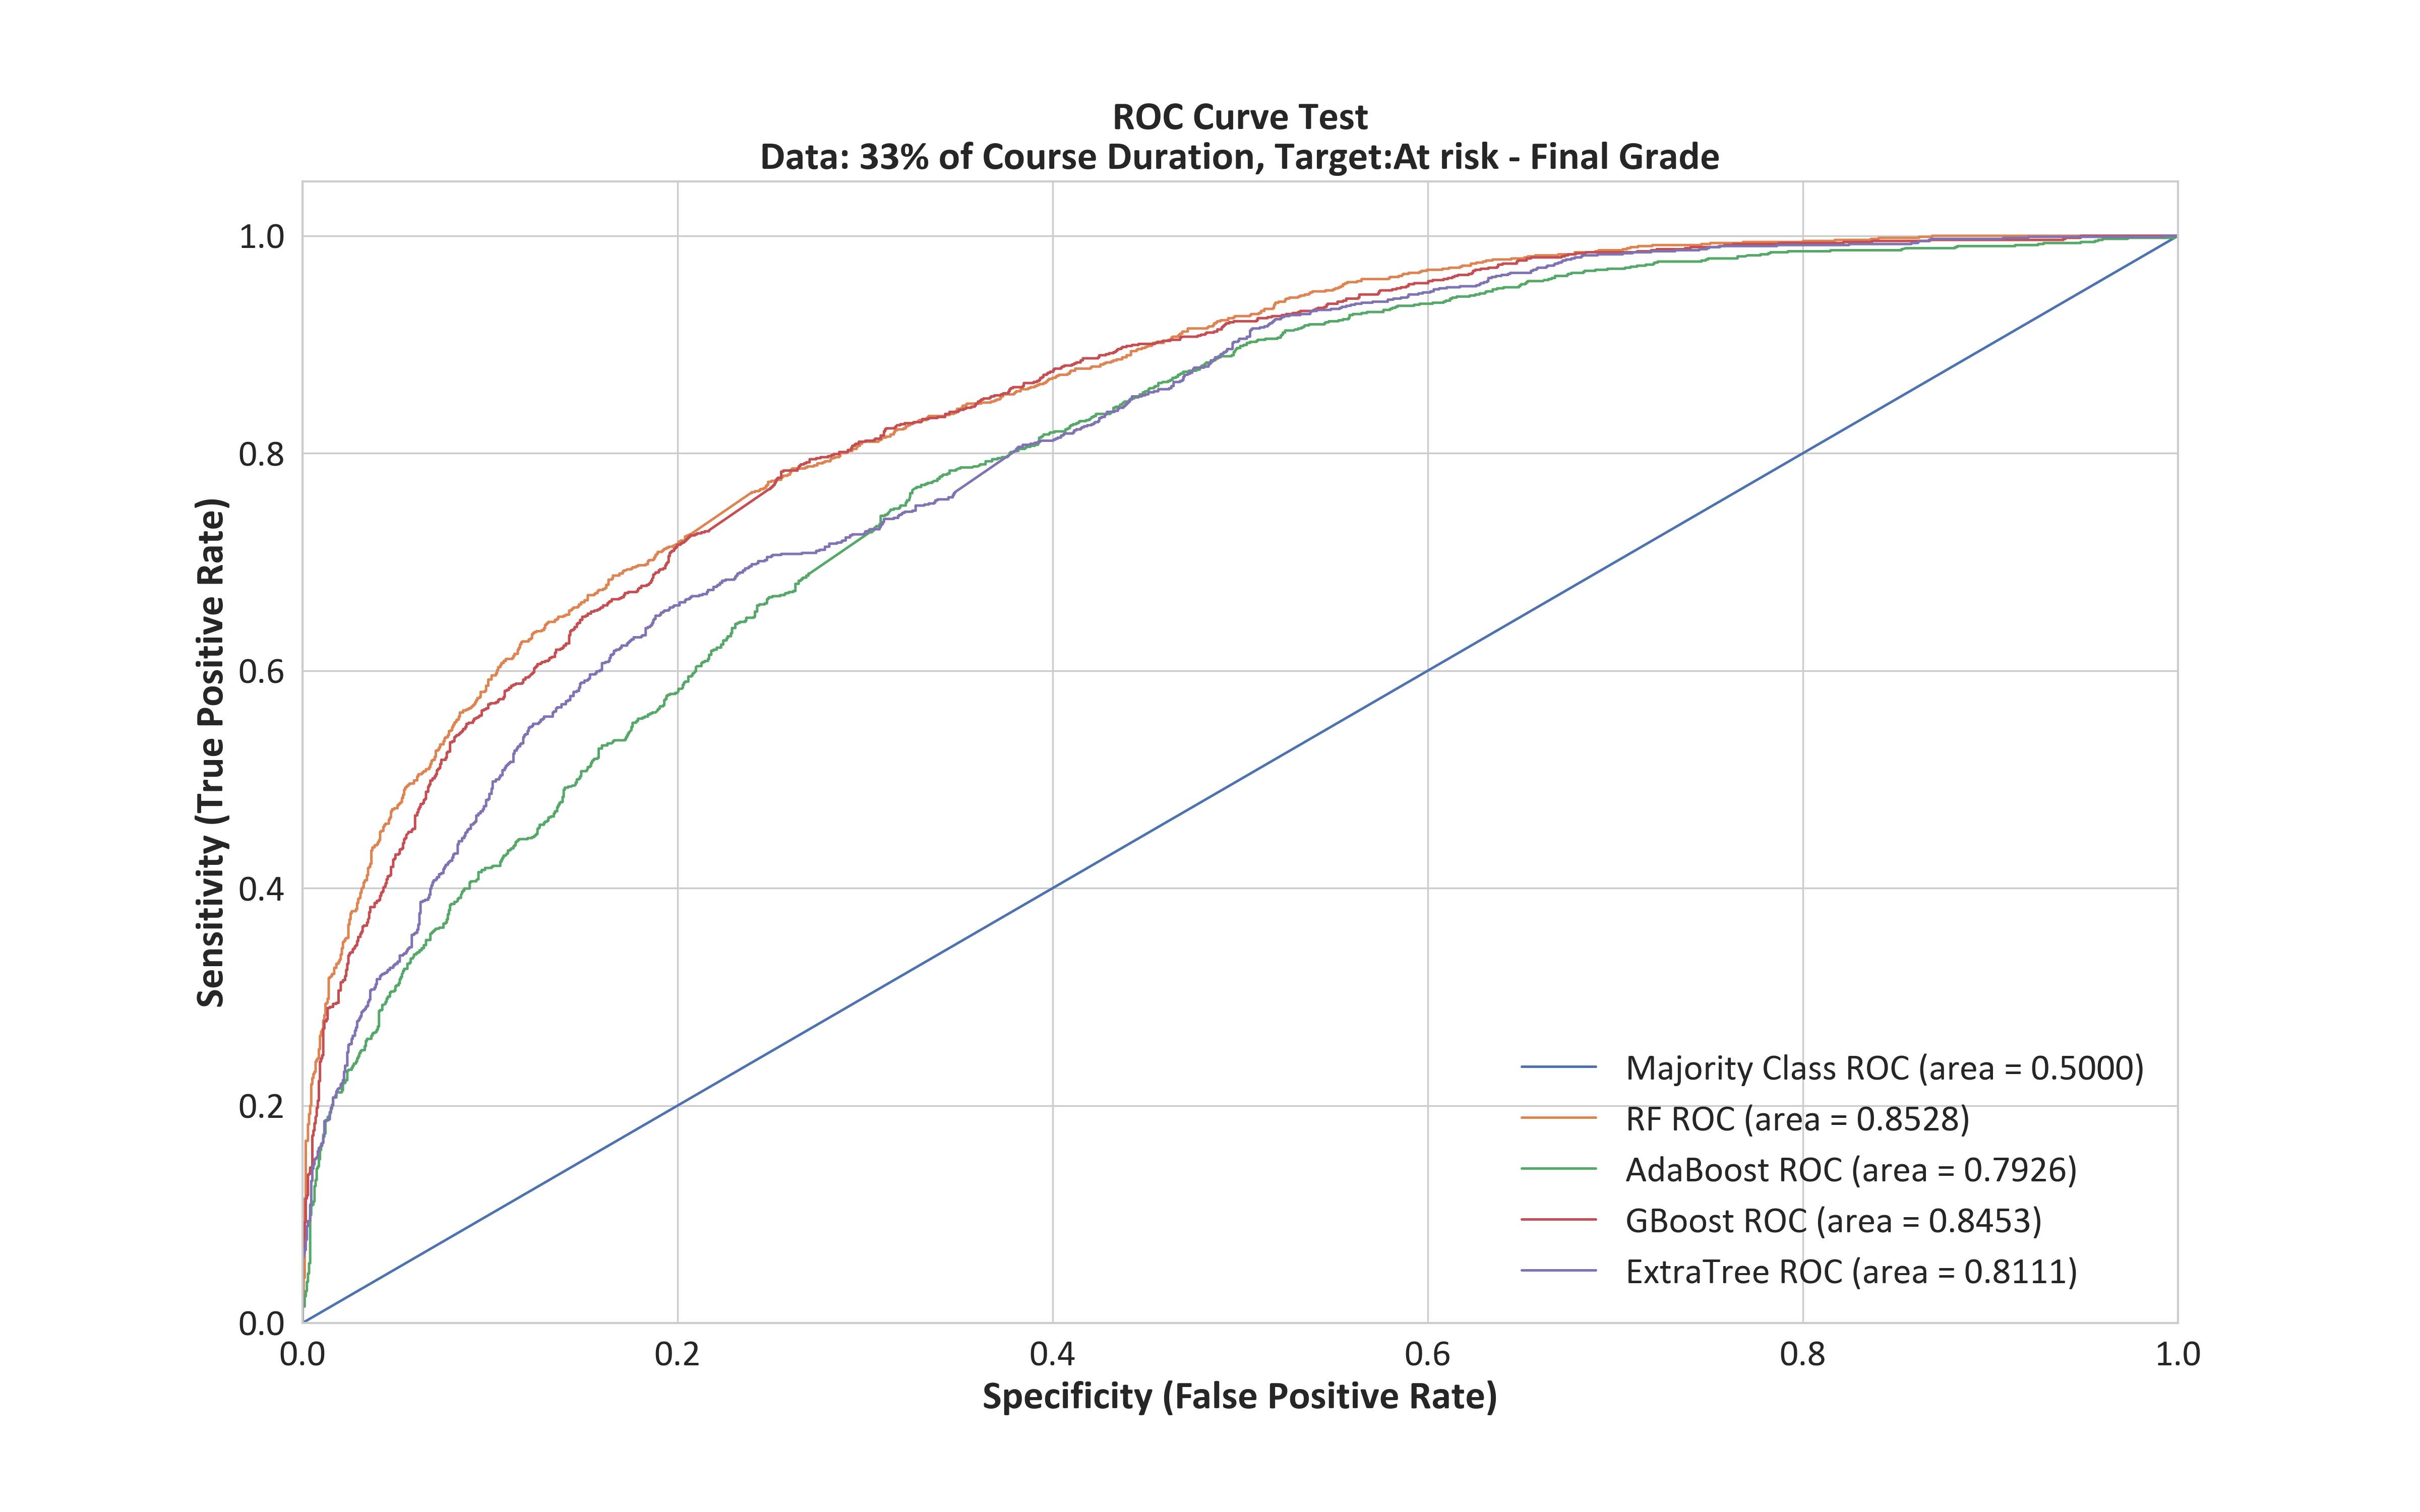 ROC Curve Test
Data: 33% of Course Duration, Target:At risk - Final Grade
Sensitivity (True Positive Rate)
1.0
0.8
0.6
0.4
0.2
0.0
Majority Class ROC (area = 0.5000)
RF ROC (area = 0.8528)
AdaBoost ROC (area = 0.7926)
GBoost ROC (area = 0.8453)
ExtraTree ROC (area = 0.8111)
0.0 0.2 0.4 0.6 0.8 1.0
Specificity (False Positive Rate)